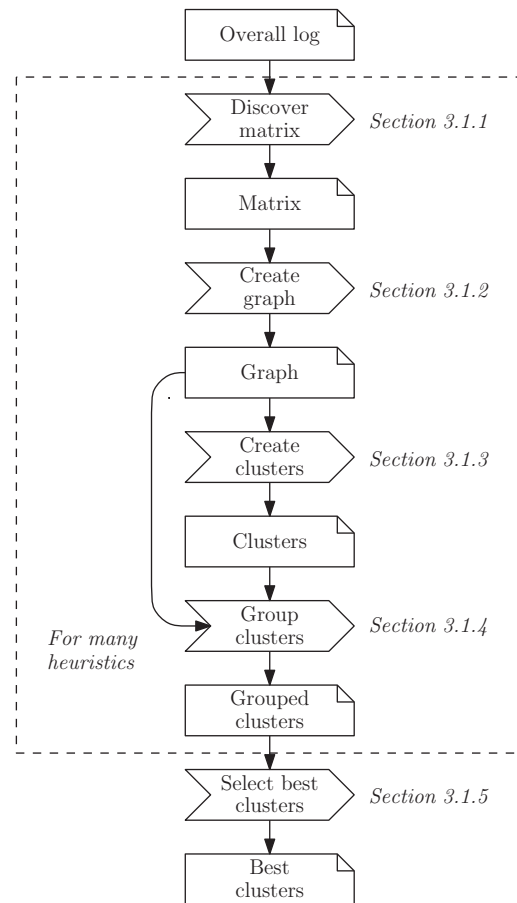 Overall log
Discover
matrix
Section 3.1.1
Matrix
Create
graph
Section 3.1.2
Graph
Create
clusters
Section 3.1.3
Clusters
Group
clusters
Section 3.1.4
For many
heuristics
Grouped
clusters
Select best
clusters
Section 3.1.5
Best
clusters